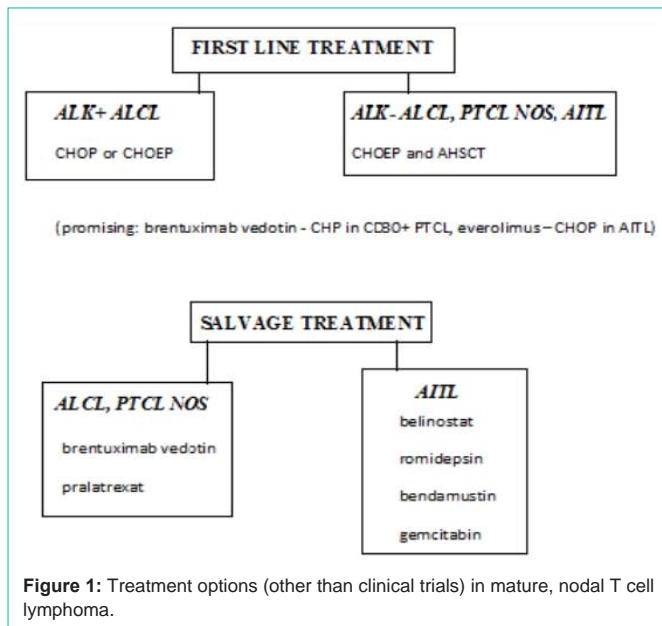 FIRST LINE TREATMENT
ALK+ ALCL
CHOP or CHOEP
ALK- ALCL, PTCL NOS, AITL
CHOEP and AHSCT
(promising: brentuximab vedotin - CHP in CD30+ PTCL, everolimus – CHOP in AITL)
SALVAGE TREATMENT
ALCL, PTCL NOS
brentuximab vedotin
pralatrexat
AITL
belinostat
romidepsin
bendamustin
gemcitabin
Figure 1: Treatment options (other than clinical trials) in mature, nodal T cell
lymphoma.